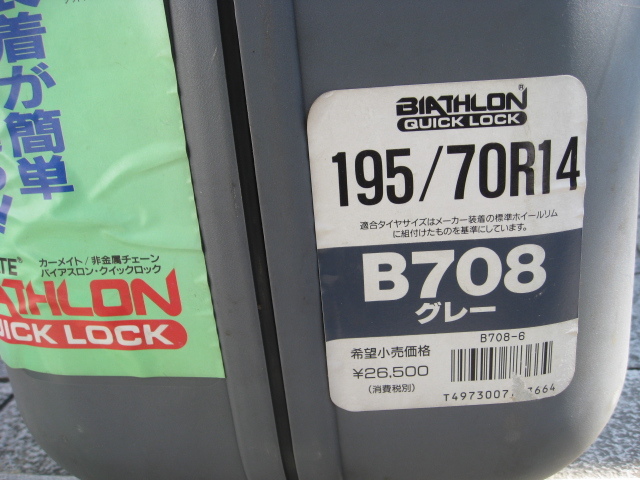 着が簡単
カーメイト/非金属チェーン
バイアスロン・クイックロック
QUICK LOCK
BIATHLON®
QUICK LOCK
195/70R14
適合タイヤサイズはメーカー装着の標準ホイールリム
に組付けたものを基準にしています。
B708
グレー
希望小売価格
¥26,500
(消費税別)
B708-6